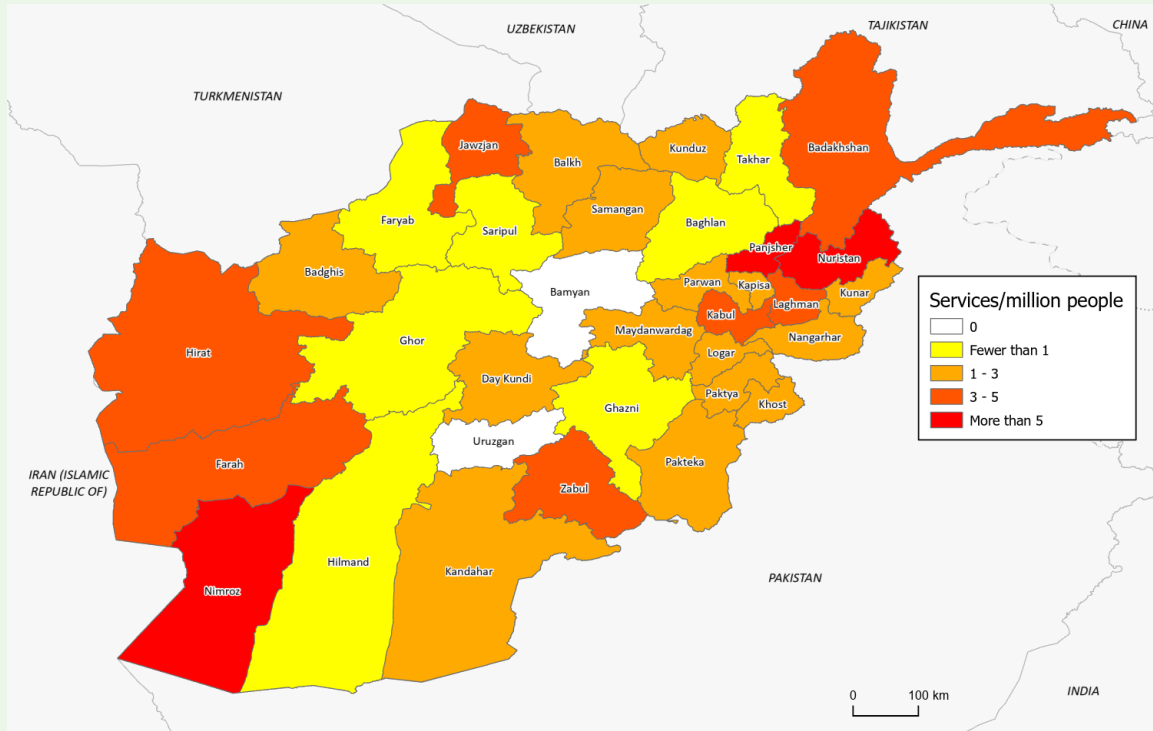 UZBEKISTAN
TAJIKISTAN
CHINA
TURKMENISTAN
Jawzjan
Balkh
Kunduz
Takhar
Badakhshan
Faryab
Saripul
Samangan
Baghlan
Panjsher
Nuristan
Badghis
Bamyan
Parwan
Kapisa
Kunar
Laghman
Kabul
Hirat
Ghor
Maydanwardag
Nangarhar
Logar
Day Kundi
Paktya
Khost
Ghazni
Uruzgan
Farah
Zabul
Pakteka
IRAN (ISLAMIC
REPUBLIC OF)
Nimroz
Hilmand
Kandahar
PAKISTAN
INDIA
Services/million people
0
Fewer than 1
1 - 3
3 - 5
More than 5
0 100 km